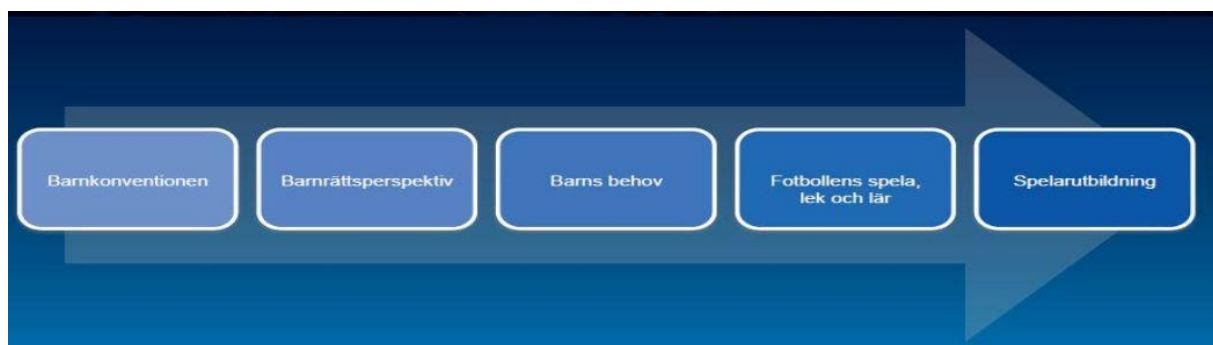 Barnkonventionen
Barnrättsperspektiv
Barns behov
Fotbollens spela,
lek och lär
Spelarutbildning